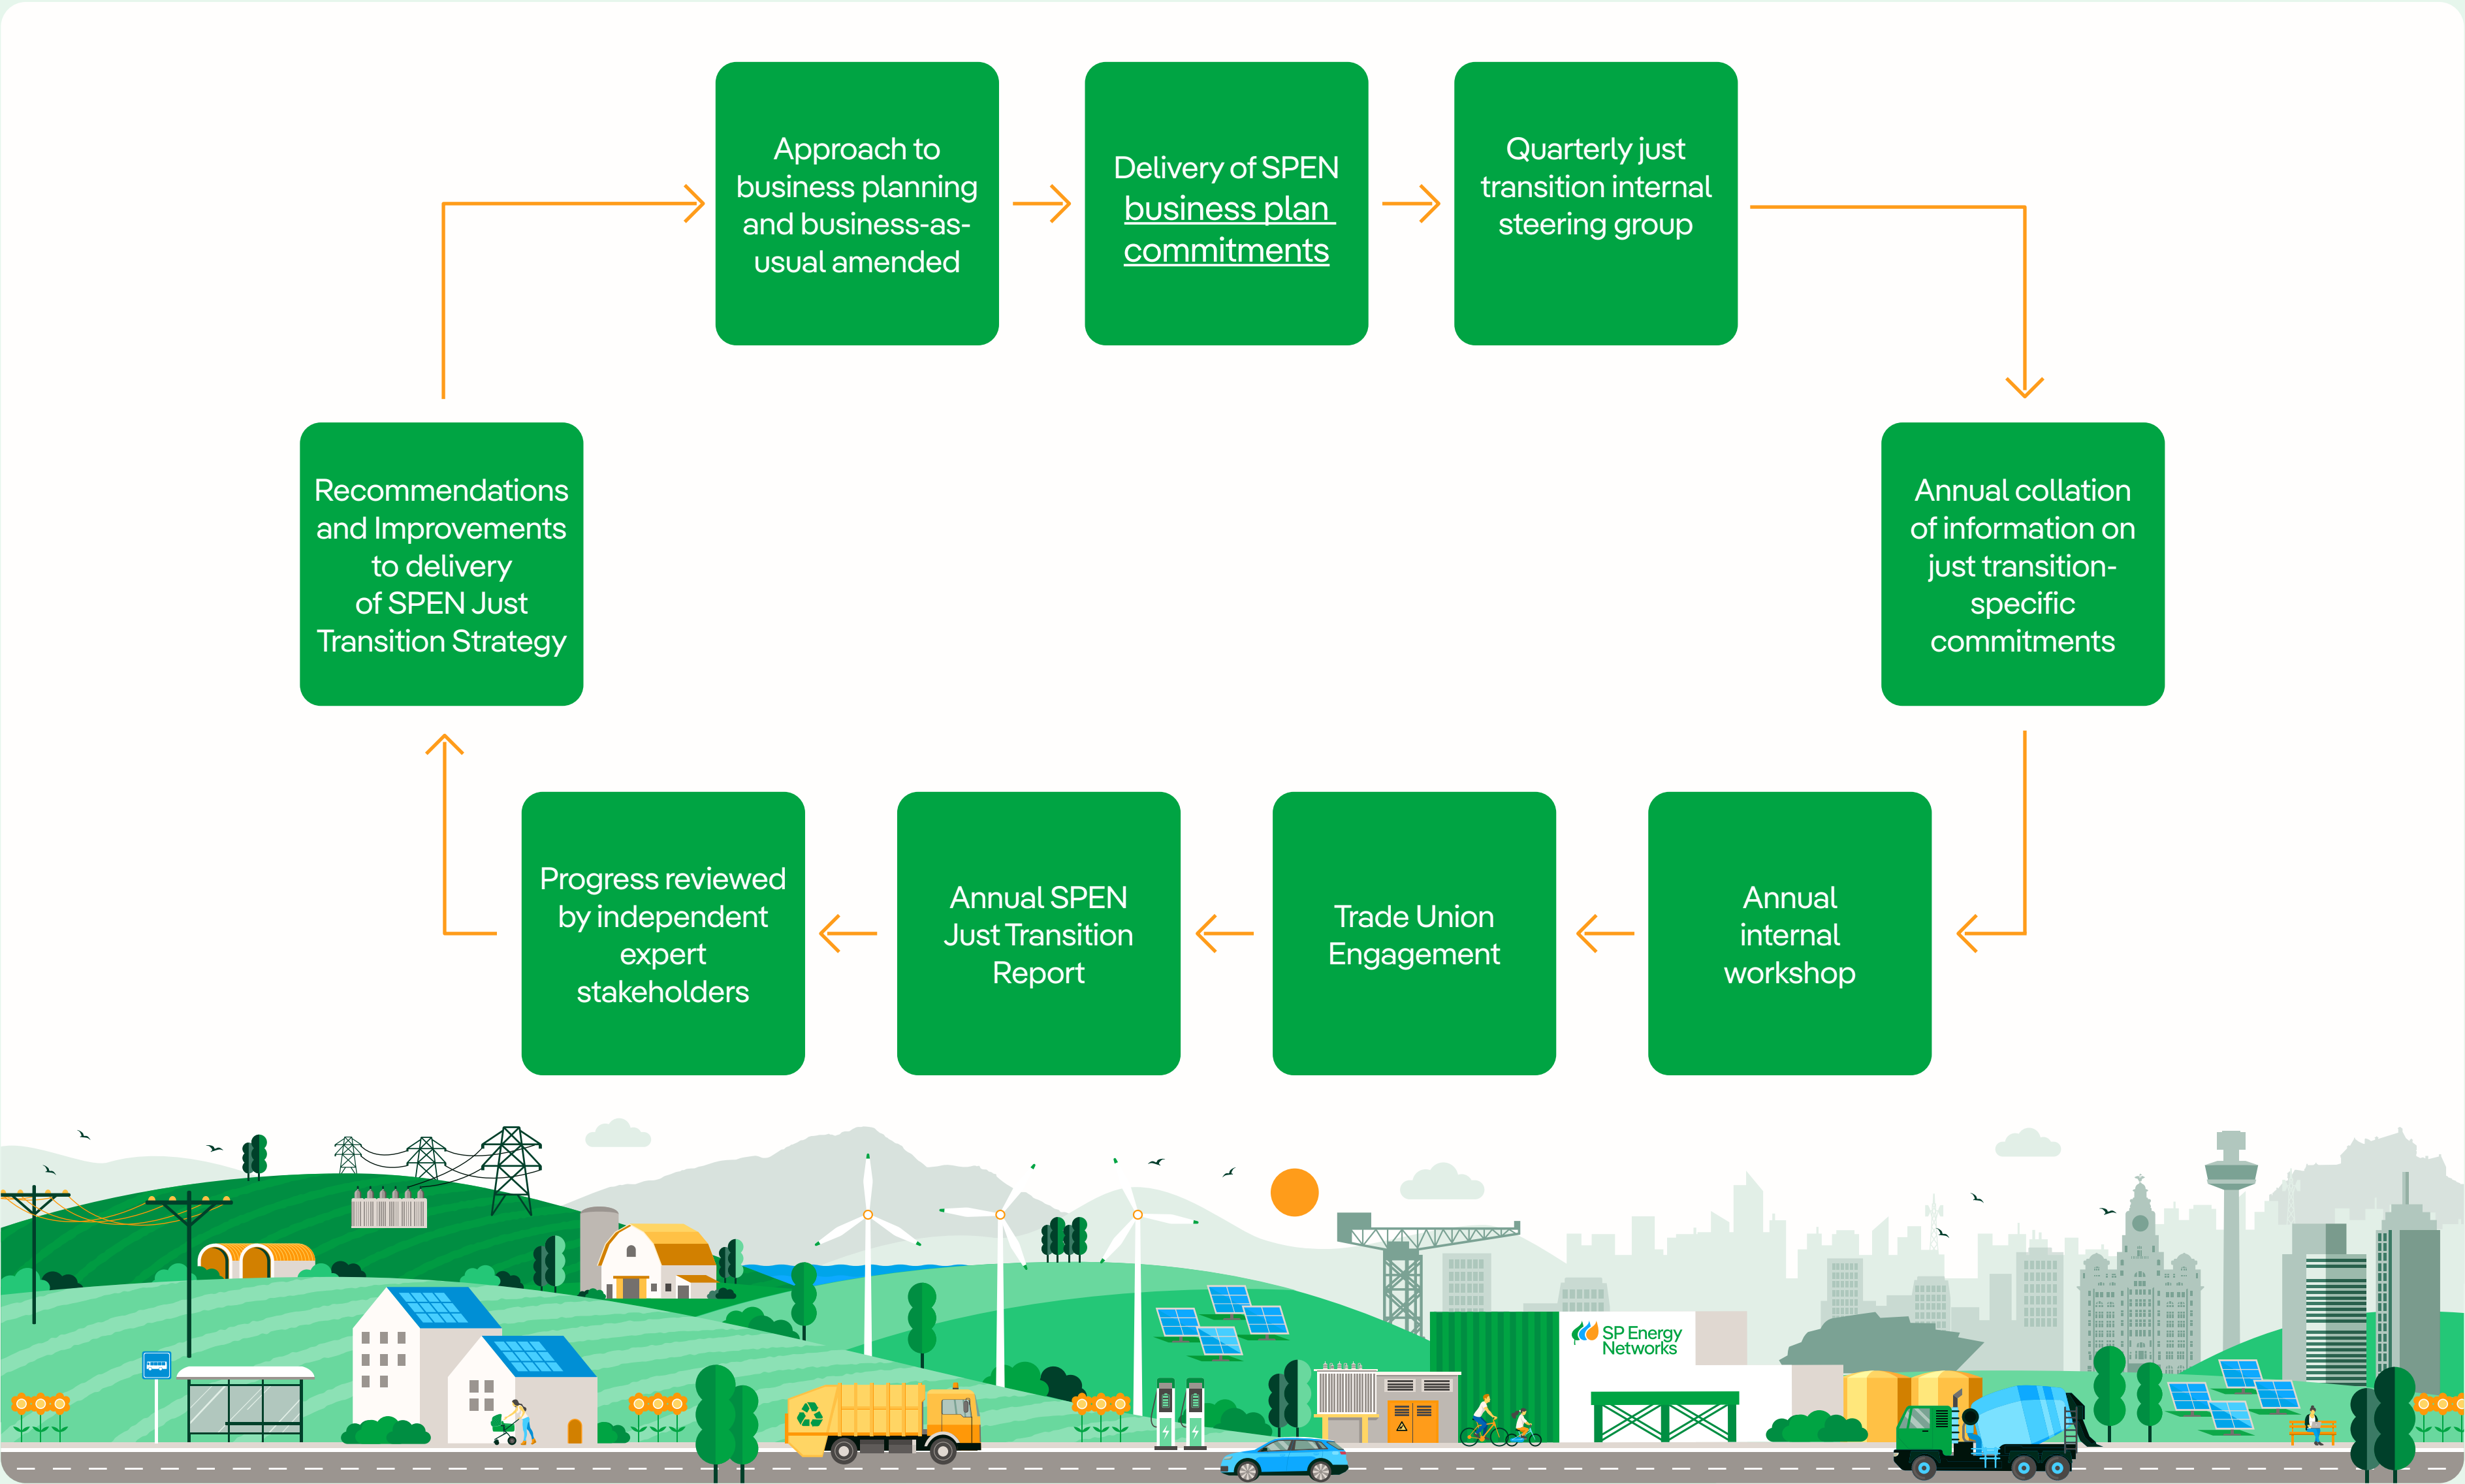 Approach to
business planning
and business-as-
usual amended
Delivery of SPEN
business plan
commitments
Quarterly just
transition internal
steering group
Recommendations
and Improvements
to delivery
of SPEN Just
Transition Strategy
Annual collation
of information on
just transition-
specific
commitments
Progress reviewed
by independent
expert
stakeholders
Annual SPEN
Just Transition
Report
Trade Union
Engagement
Annual
internal
workshop
SP Energy
Networks